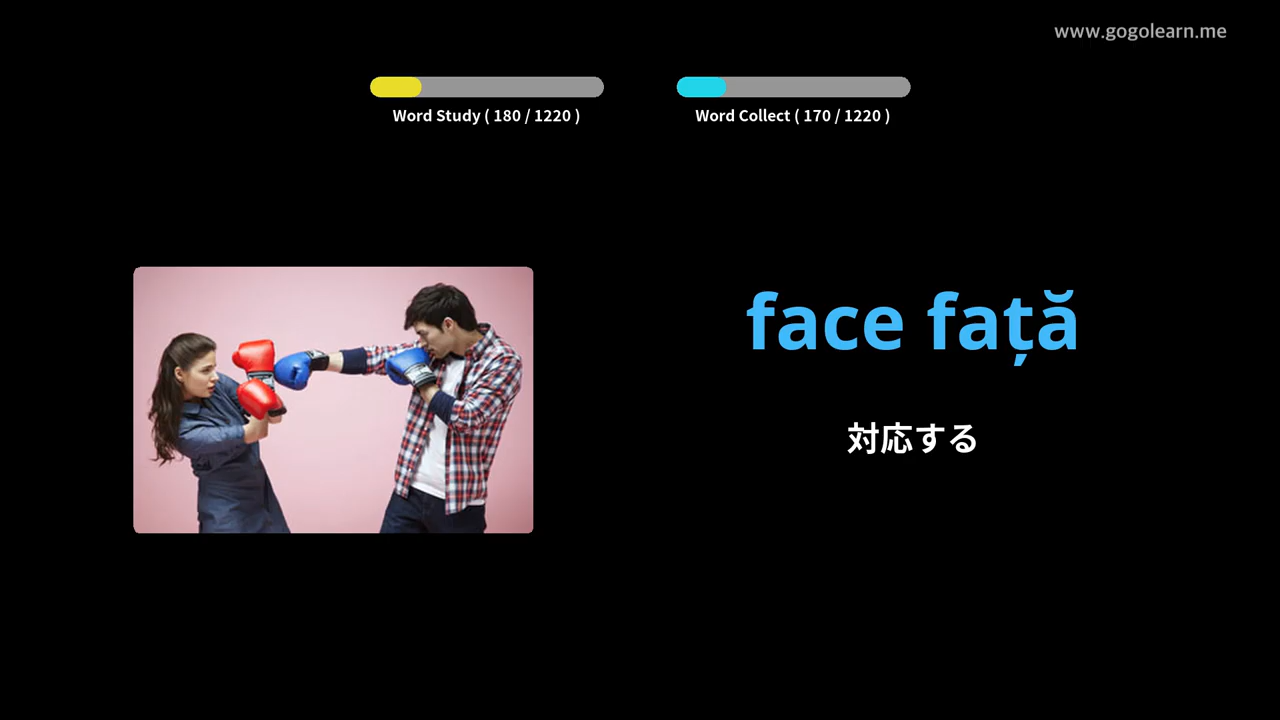 www.gogolearn.me
Word Study ( 180 / 1220 )
Word Collect ( 170 / 1220 )
face față
対応する